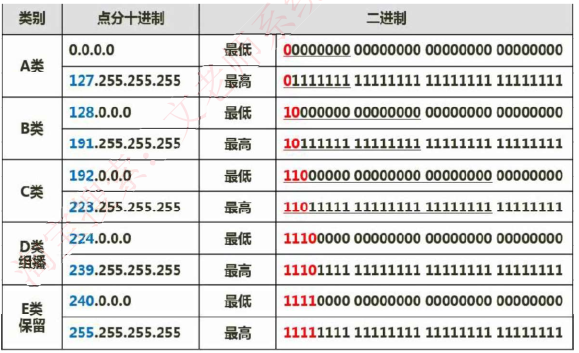 类别 点分十进制 二进制
A类 0.0.0.0 最低 00000000 00000000 00000000 00000000
127.255.255.255 最高 01111111 11111111 11111111 11111111
B类 128.0.0.0 最低 10000000 00000000 00000000 00000000
191.255.255.255 最高 10111111 11111111 11111111 11111111
C类 192.0.0.0 最低 11000000 00000000 00000000 00000000
223.255.255.255 最高 11011111 11111111 11111111 11111111
D类组播 224.0.0.0 最低 11100000 00000000 00000000 00000000
239.255.255.255 最高 11101111 11111111 11111111 11111111
E类保留 240.0.0.0 最低 11110000 00000000 00000000 00000000
255.255.255.255 最高 11111111 11111111 11111111 11111111
文老师